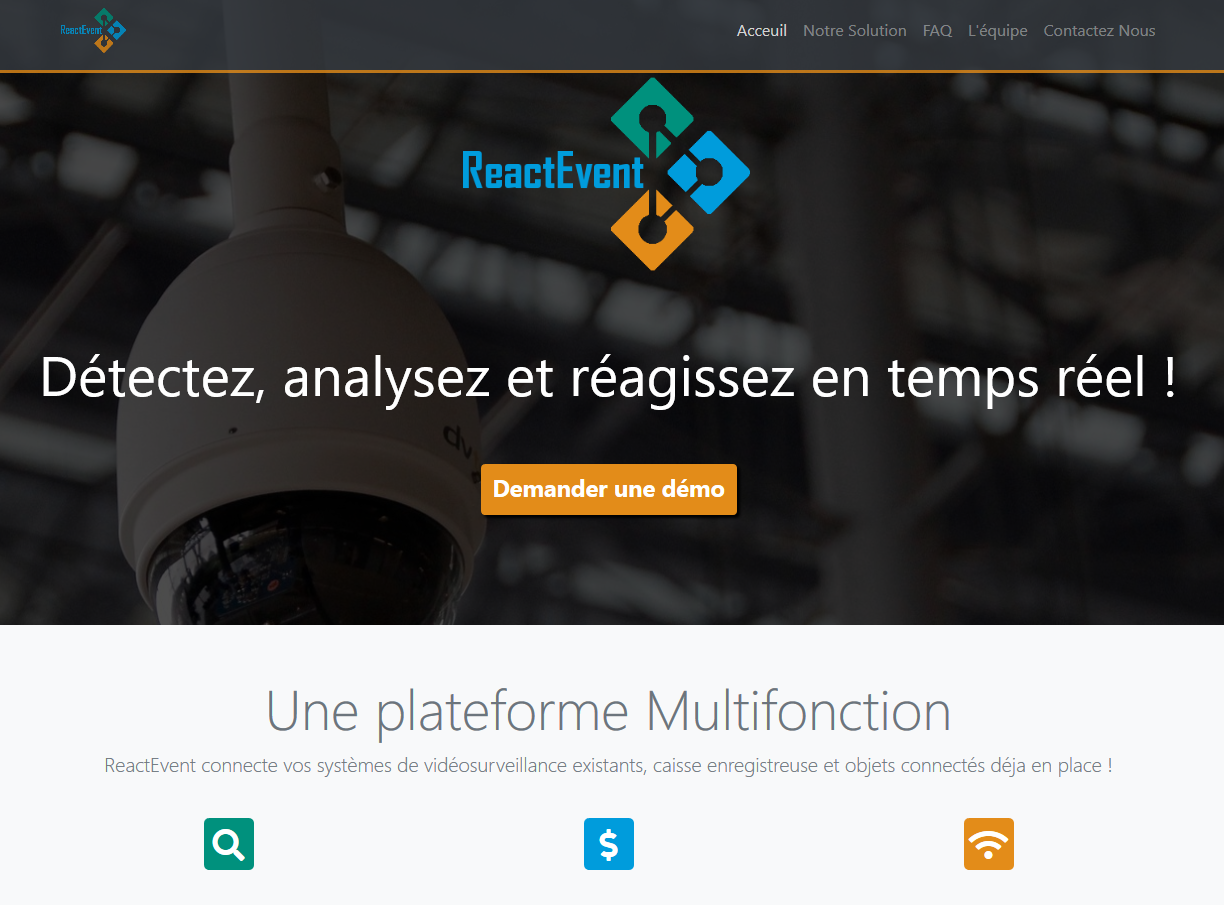 ReactEvent
Acceuil Notre Solution FAQ L'équipe Contactez Nous
ReactEvent
Détectez, analysez et réagissez en temps réel !
dv
Demander une démo
Une plateforme Multifonction
ReactEvent connecte vos systèmes de vidéosurveillance existants, caisse enregistreuse et objets connectés déja en place !
$